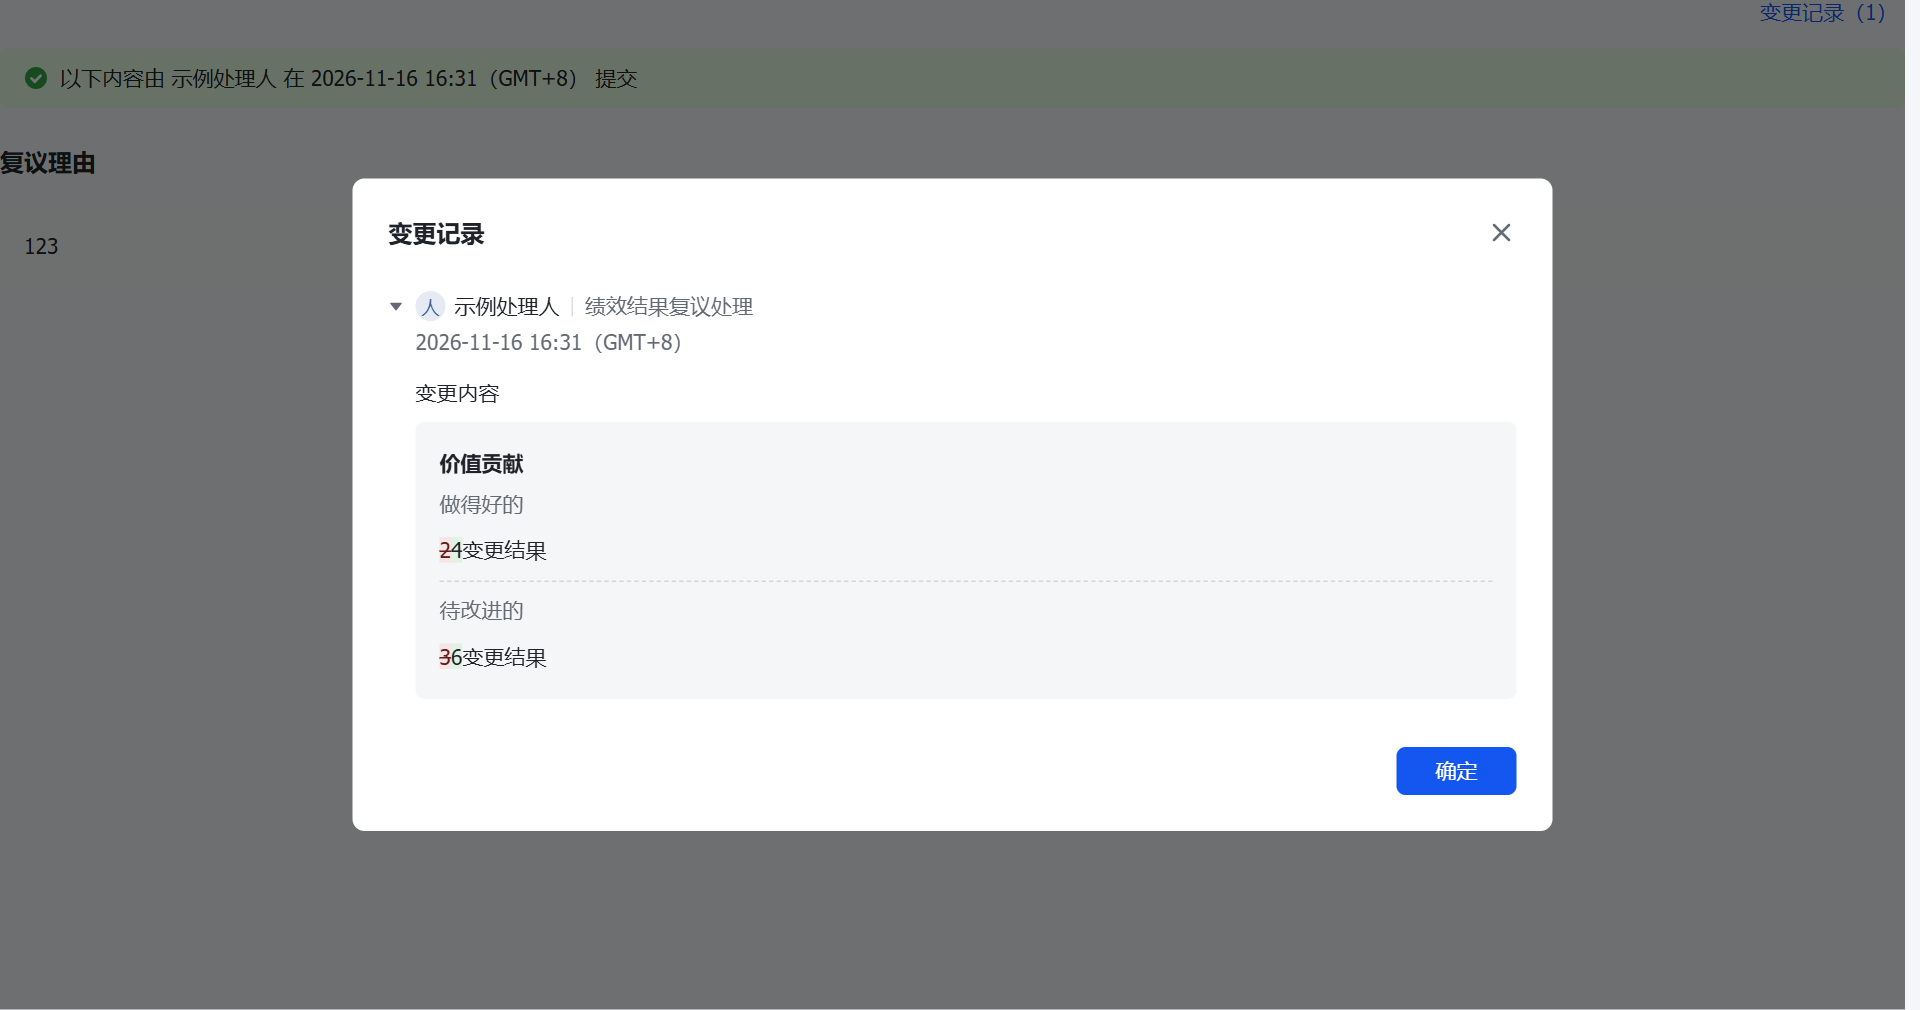 变更记录（1）
以下内容由 示例处理人 在 2026-11-16 16:31（GMT+8） 提交
复议理由
123
变更记录
人 示例处理人 绩效结果复议处理
2026-11-16 16:31（GMT+8）
变更内容
价值贡献
做得好的
24变更结果
待改进的
36变更结果
确定